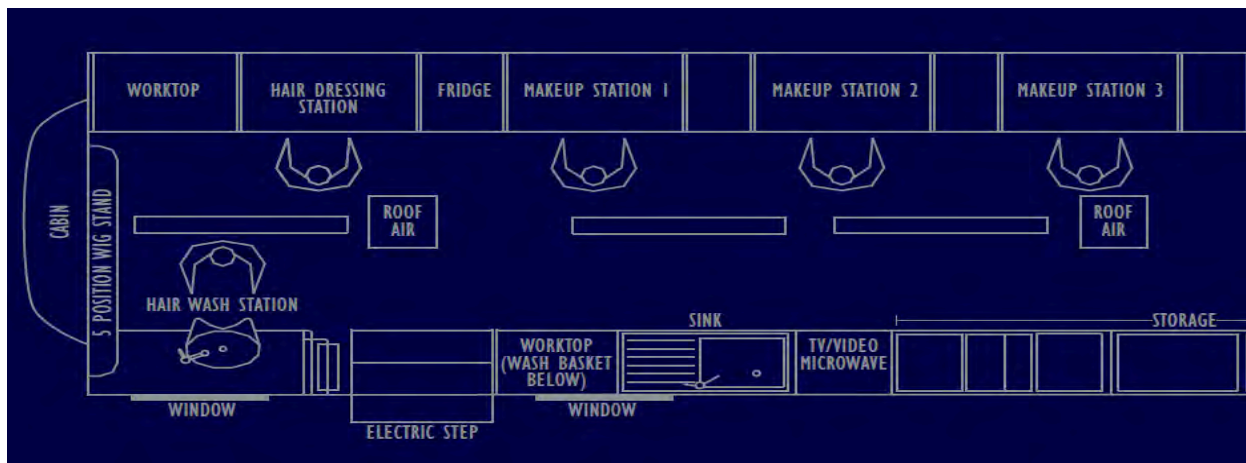 WORKTOP
HAIR DRESSING
STATION
FRIDGE
MAKEUP STATION 1
MAKEUP STATION 2
MAKEUP STATION 3
CABIN
5 POSITION WIG STAND
ROOF
AIR
ROOF
AIR
HAIR WASH STATION
SINK
STORAGE
WORKTOP
(WASH BASKET
BELOW)
TV/VIDEO
MICROWAVE
WINDOW
WINDOW
ELECTRIC STEP